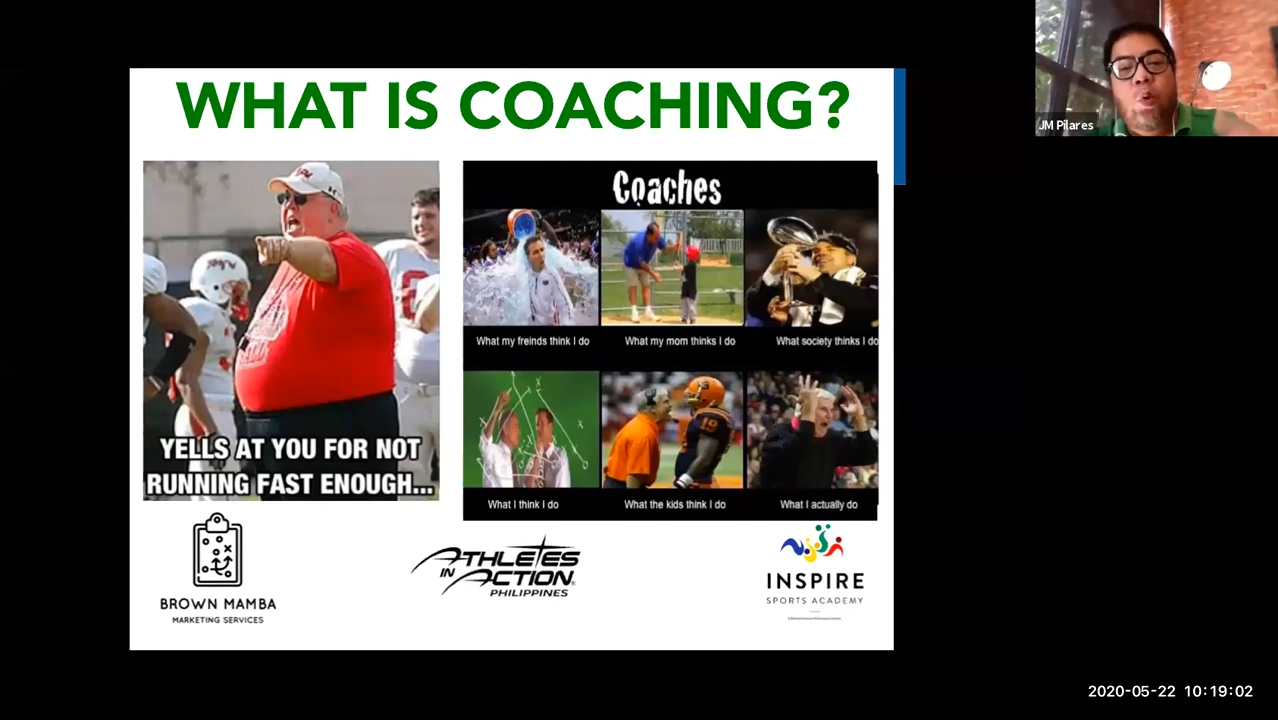 WHAT IS COACHING?
JM Pilares
YELLS AT YOU FOR NOT
RUNNING FAST ENOUGH...
Coaches
What my freinds think I do
What my mom thinks I do
What society thinks I do
19
What I think I do
What the kids think I do
What I actually do
BROWN MAMBA
MARKETING SERVICES
ATHLETES
IN ACTION
PHILIPPINES
INSPIRE
SPORTS ACADEMY
2020-05-22 10:19:02